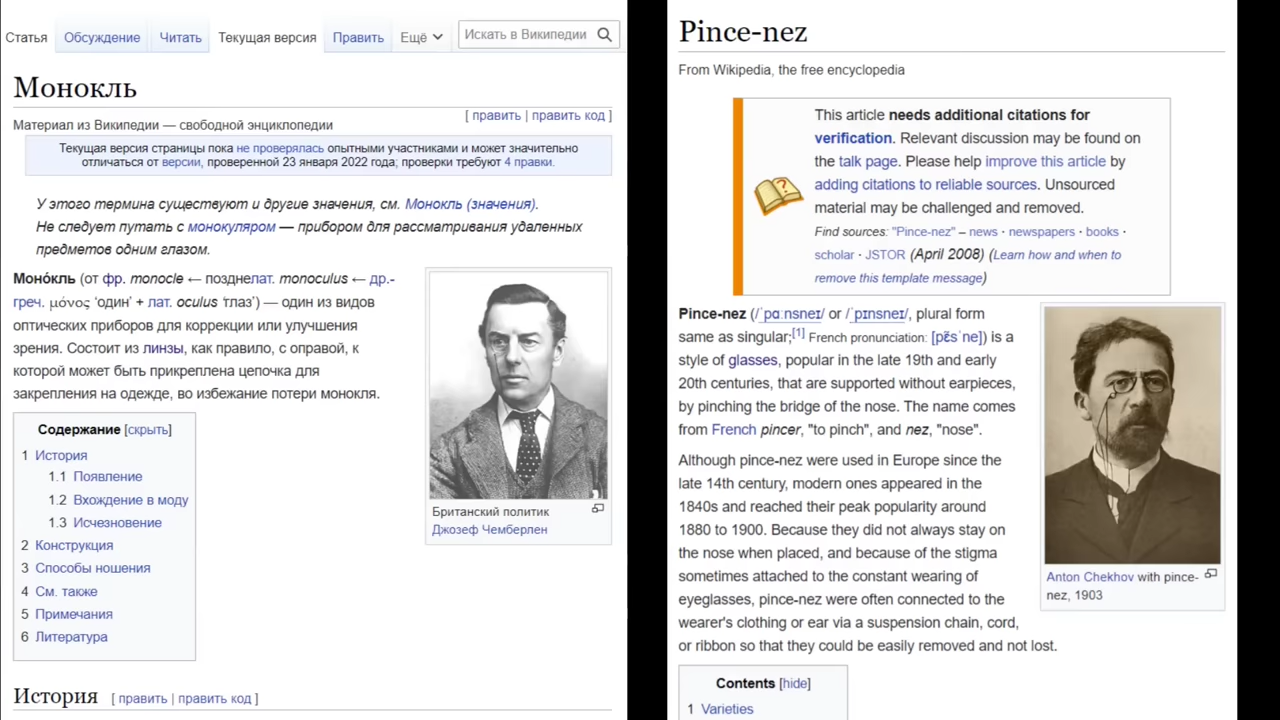 Статья Обсуждение Читать Текущая версия Править Ещё Искать в Википедии
Монокль
[ править | править код ]
Материал из Википедии — свободной энциклопедии
Текущая версия страницы пока не проверялась опытными участниками и может значительно
отличаться от версии, проверенной 23 января 2022 года; проверки требуют 4 правки.
У этого термина существуют и другие значения, см. Монокль (значения).
Не следует путать с монокуляром — прибором для рассматривания удаленных
предметов одним глазом.
Моно́кль (от фр. monocle ← позднелат. monoculus ← др.-
греч. μόνος ‘один’ + лат. oculus ‘глаз’) — один из видов
оптических приборов для коррекции или улучшения
зрения. Состоит из линзы, как правило, с оправой, к
которой может быть прикреплена цепочка для
закрепления на одежде, во избежание потери монокля.
Британский политик
Джозеф Чемберлен
Содержание [скрыть]
1 История
1.1 Появление
1.2 Вхождение в моду
1.3 Исчезновение
2 Конструкция
3 Способы ношения
4 См. также
5 Примечания
6 Литература
История [ править | править код ]
Pince-nez
From Wikipedia, the free encyclopedia
This article needs additional citations for
verification. Relevant discussion may be found on
the talk page. Please help improve this article by
adding citations to reliable sources. Unsourced
material may be challenged and removed.
Find sources: "Pince-nez" – news · newspapers · books ·
scholar · JSTOR (April 2008) (Learn how and when to
remove this template message)
Pince-nez (/ˈpɑːnsneɪ/ or /ˈpɪnsneɪ/, plural form
same as singular;[1] French pronunciation: [pɛ̃sˈne]) is a
style of glasses, popular in the late 19th and early
20th centuries, that are supported without earpieces,
by pinching the bridge of the nose. The name comes
from French pincer, "to pinch", and nez, "nose".
Although pince-nez were used in Europe since the
late 14th century, modern ones appeared in the
1840s and reached their peak popularity around
1880 to 1900. Because they did not always stay on
the nose when placed, and because of the stigma
sometimes attached to the constant wearing of
eyeglasses, pince-nez were often connected to the
wearer's clothing or ear via a suspension chain, cord,
or ribbon so that they could be easily removed and not lost.
Anton Chekhov with pince-
nez, 1903
Contents [hide]
1 Varieties